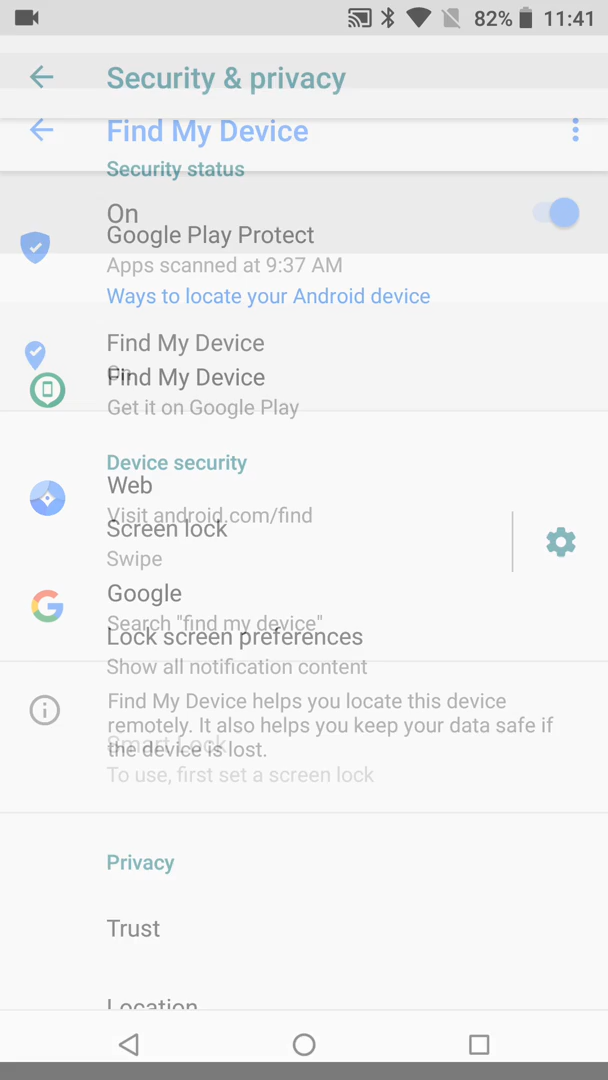 82% 11:41
Security & privacy
Find My Device
Security status
On
Google Play Protect
Apps scanned at 9:37 AM
Ways to locate your Android device
Find My Device
On
Find My Device
Get it on Google Play
Device security
Web
Visit android.com/find
Screen lock
Swipe
Google
Search "find my device"
Lock screen preferences
Show all notification content
Find My Device helps you locate this device
remotely. It also helps you keep your data safe if
Smart Lock
the device is lost.
To use, first set a screen lock
Privacy
Trust
Location